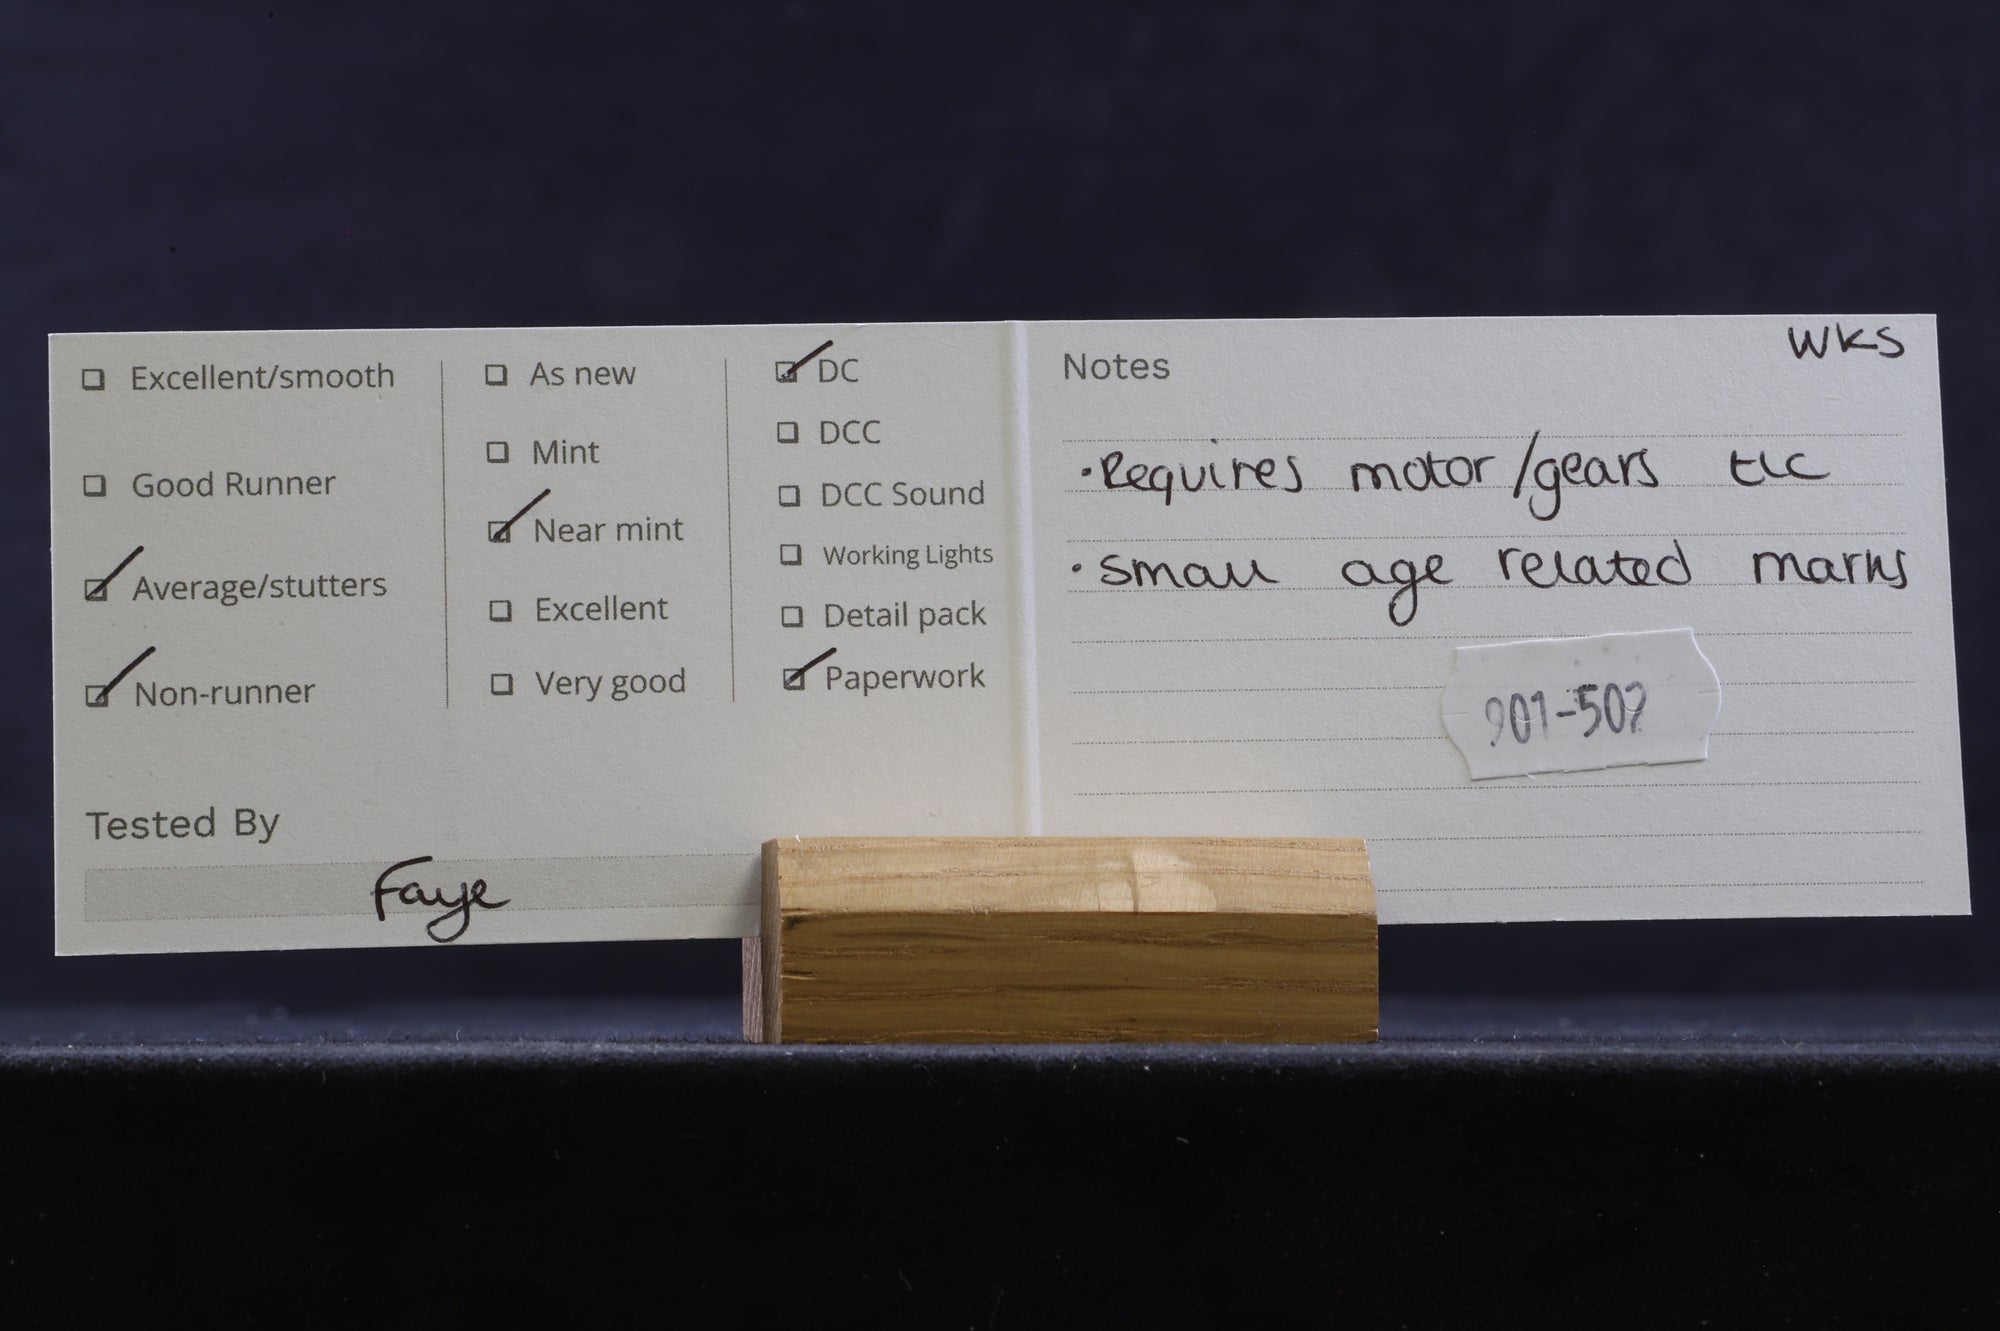 Excellent/smooth
Good Runner
Average/stutters
Non-runner
As new
Mint
Near mint
Excellent
Very good
DC
DCC
DCC Sound
Working Lights
Detail pack
Paperwork
Tested By
Faye
WKS
Notes
·Requires motor/gears tlc
·small age related marks
901-502